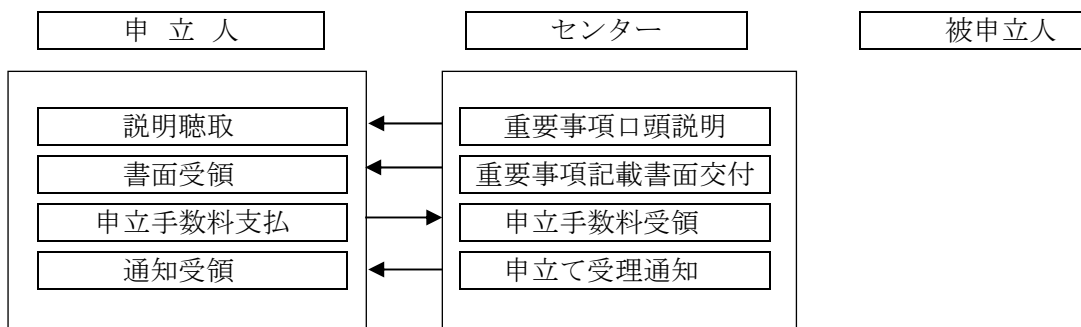 申 立 人
センター
被申立人
説明聴取
重要事項口頭説明
書面受領
重要事項記載書面交付
申立手数料支払
申立手数料受領
通知受領
申立て受理通知